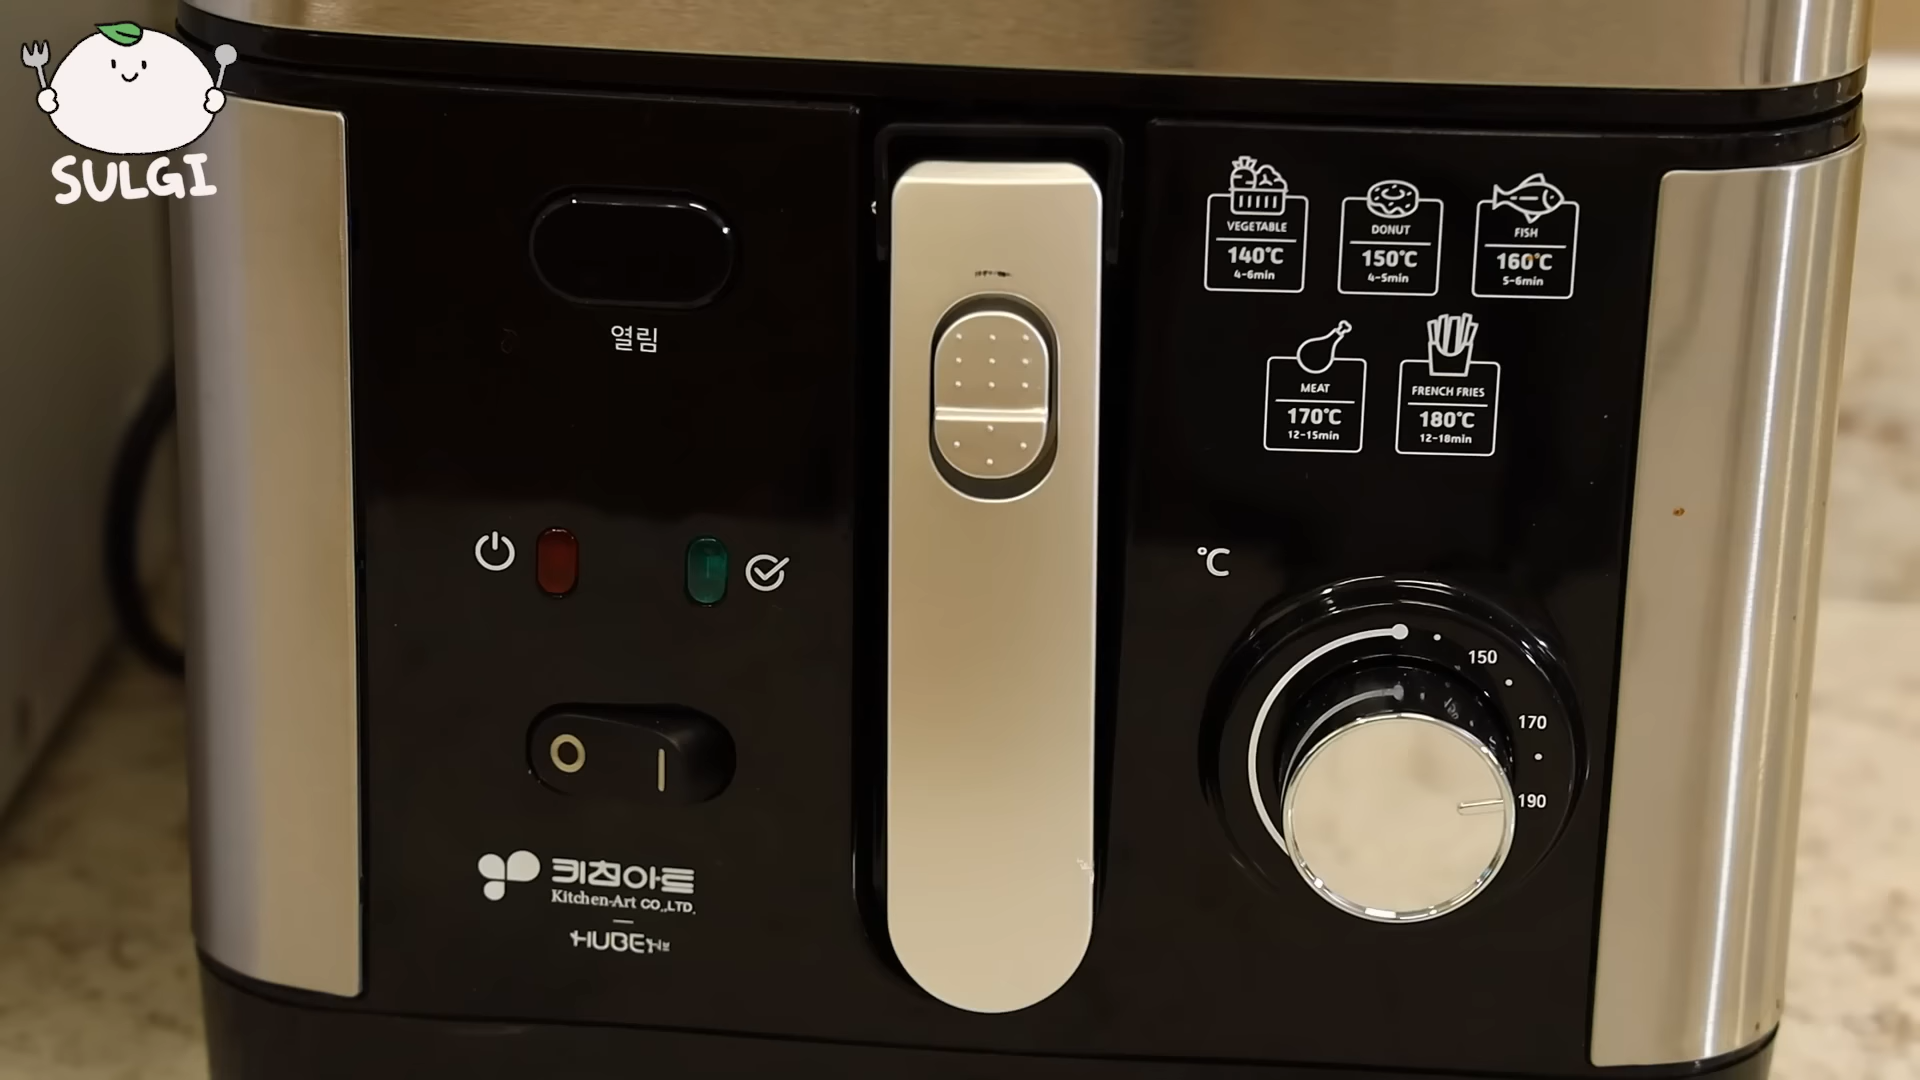 SULGI
열림
VEGETABLE
140℃
4-6min
DONUT
150℃
4-5min
FISH
160℃
5-6min
MEAT
170℃
12-15min
FRENCH FRIES
180℃
12-18min
℃
150
170
190
O I
키친아트
Kitchen-Art CO.,LTD.